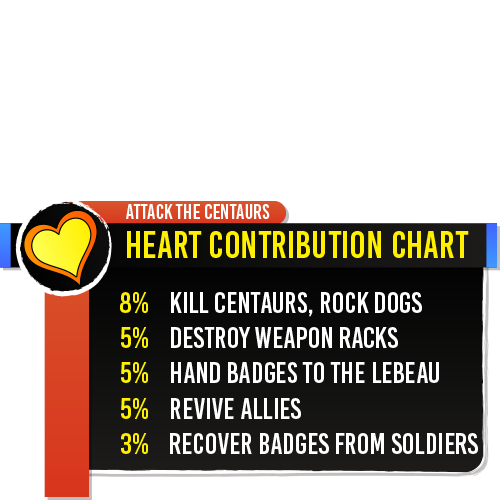 ATTACK THE CENTAURS
HEART CONTRIBUTION CHART
8% KILL CENTAURS, ROCK DOGS
5% DESTROY WEAPON RACKS
5% HAND BADGES TO THE LEBEAU
5% REVIVE ALLIES
3% RECOVER BADGES FROM SOLDIERS